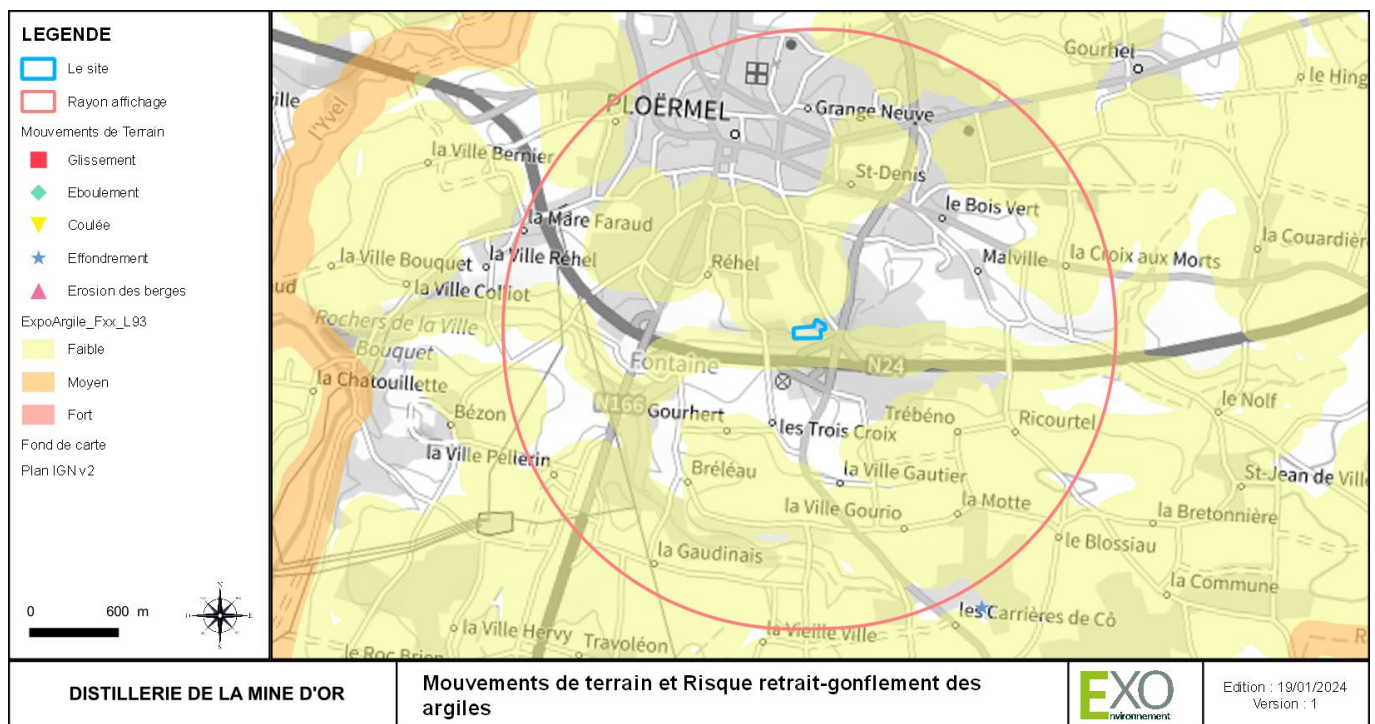 LEGENDE
Le site
Rayon affichage
Mouvements de Terrain
Glissement
Eboulement
Coulée
Effondrement
Erosion des berges
ExpoArgile_Fxx_L93
Faible
Moyen
Fort
Fond de carte
Plan IGN v2
0 600 m
Gourhel
le Hing
ville
l'Yvel
PLOËRMEL
Grange Neuve
la Ville Bernier
St-Denis
le Bois Vert
la Mare Faraud
la Ville Bouquet
la Ville Réhel
Réhel
Malville
la Croix aux Morts
la Couardièr
aud
la Ville Colliot
Rochers de la Ville
Bouquet
Fontaine
N24
la Chatouillette
Bézon
N166
Gourhert
les Trois Croix
Trébéno
Ricourtel
le Nolf
la Ville Pellerin
Bréléau
la Ville Gautier
St-Jean de Ville
la Ville Gourio
la Motte
la Bretonnière
la Gaudinais
le Blossiau
la Commune
les Carrières de Cô
la Ville Hervy
Travoléon
la Vieille Ville
le Roc Brien
R
DISTILLERIE DE LA MINE D'OR
Mouvements de terrain et Risque retrait-gonflement des
argiles
EXO
nvironnement
Edition : 19/01/2024
Version : 1